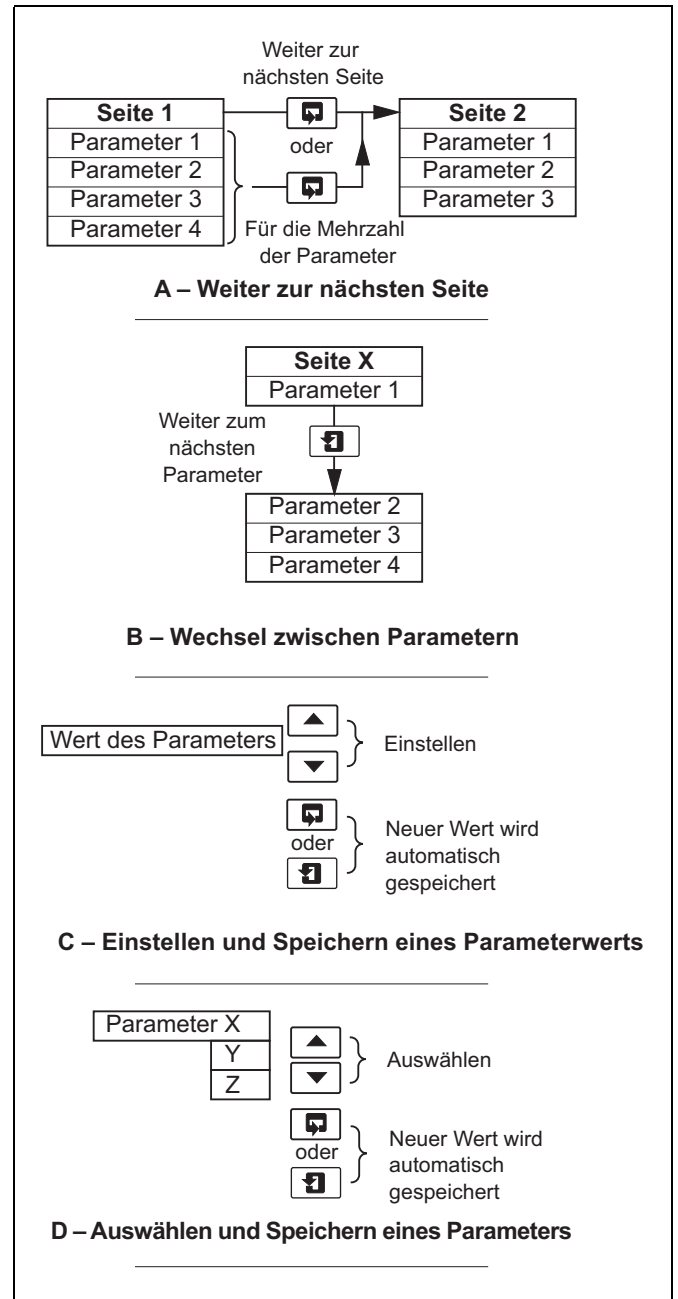 Weiter zur
nächsten Seite
Seite 1
Parameter 1
Parameter 2
Parameter 3
Parameter 4
oder
Seite 2
Parameter 1
Parameter 2
Parameter 3
Für die Mehrzahl
der Parameter
A – Weiter zur nächsten Seite
Seite X
Parameter 1
Weiter zum
nächsten
Parameter
Parameter 2
Parameter 3
Parameter 4
B – Wechsel zwischen Parametern
Wert des Parameters
Einstellen
oder
Neuer Wert wird
automatisch
gespeichert
C – Einstellen und Speichern eines Parameterwerts
Parameter X
Y
Z
Auswählen
oder
Neuer Wert wird
automatisch
gespeichert
D – Auswählen und Speichern eines Parameters